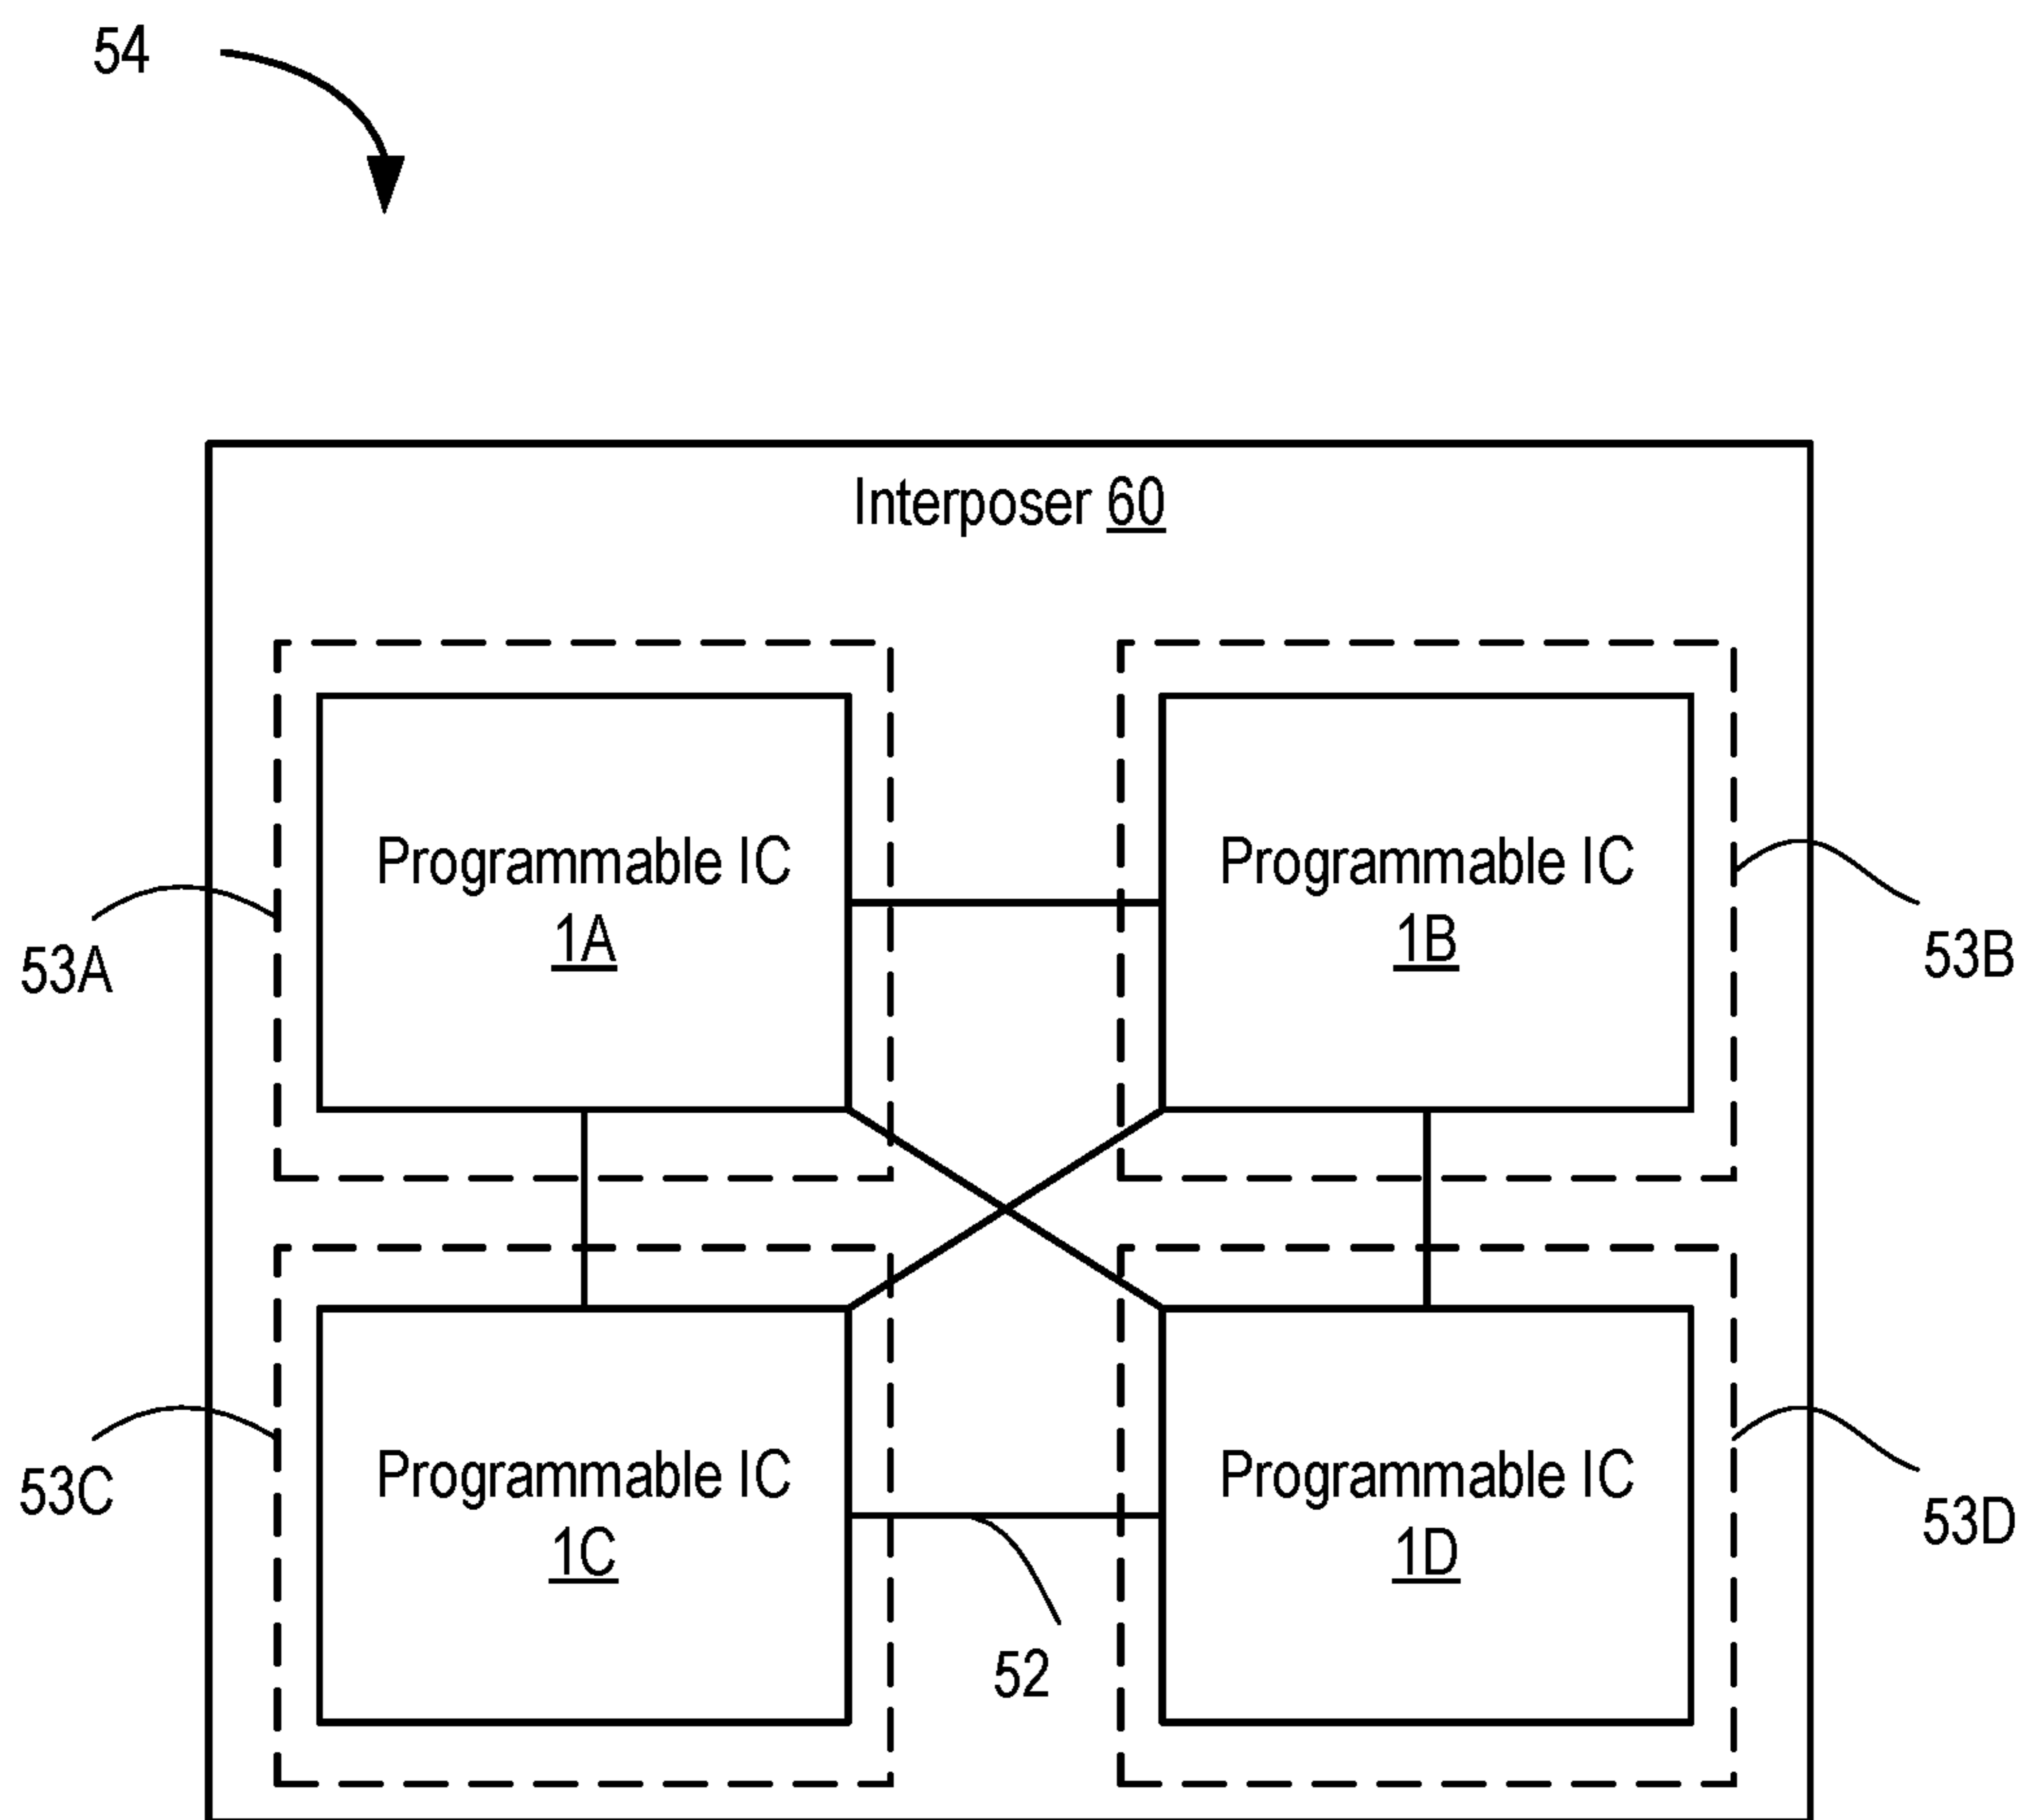 54
Interposer 60
Programmable IC
1A
Programmable IC
1B
53A
53B
Programmable IC
1C
Programmable IC
1D
53C
53D
52